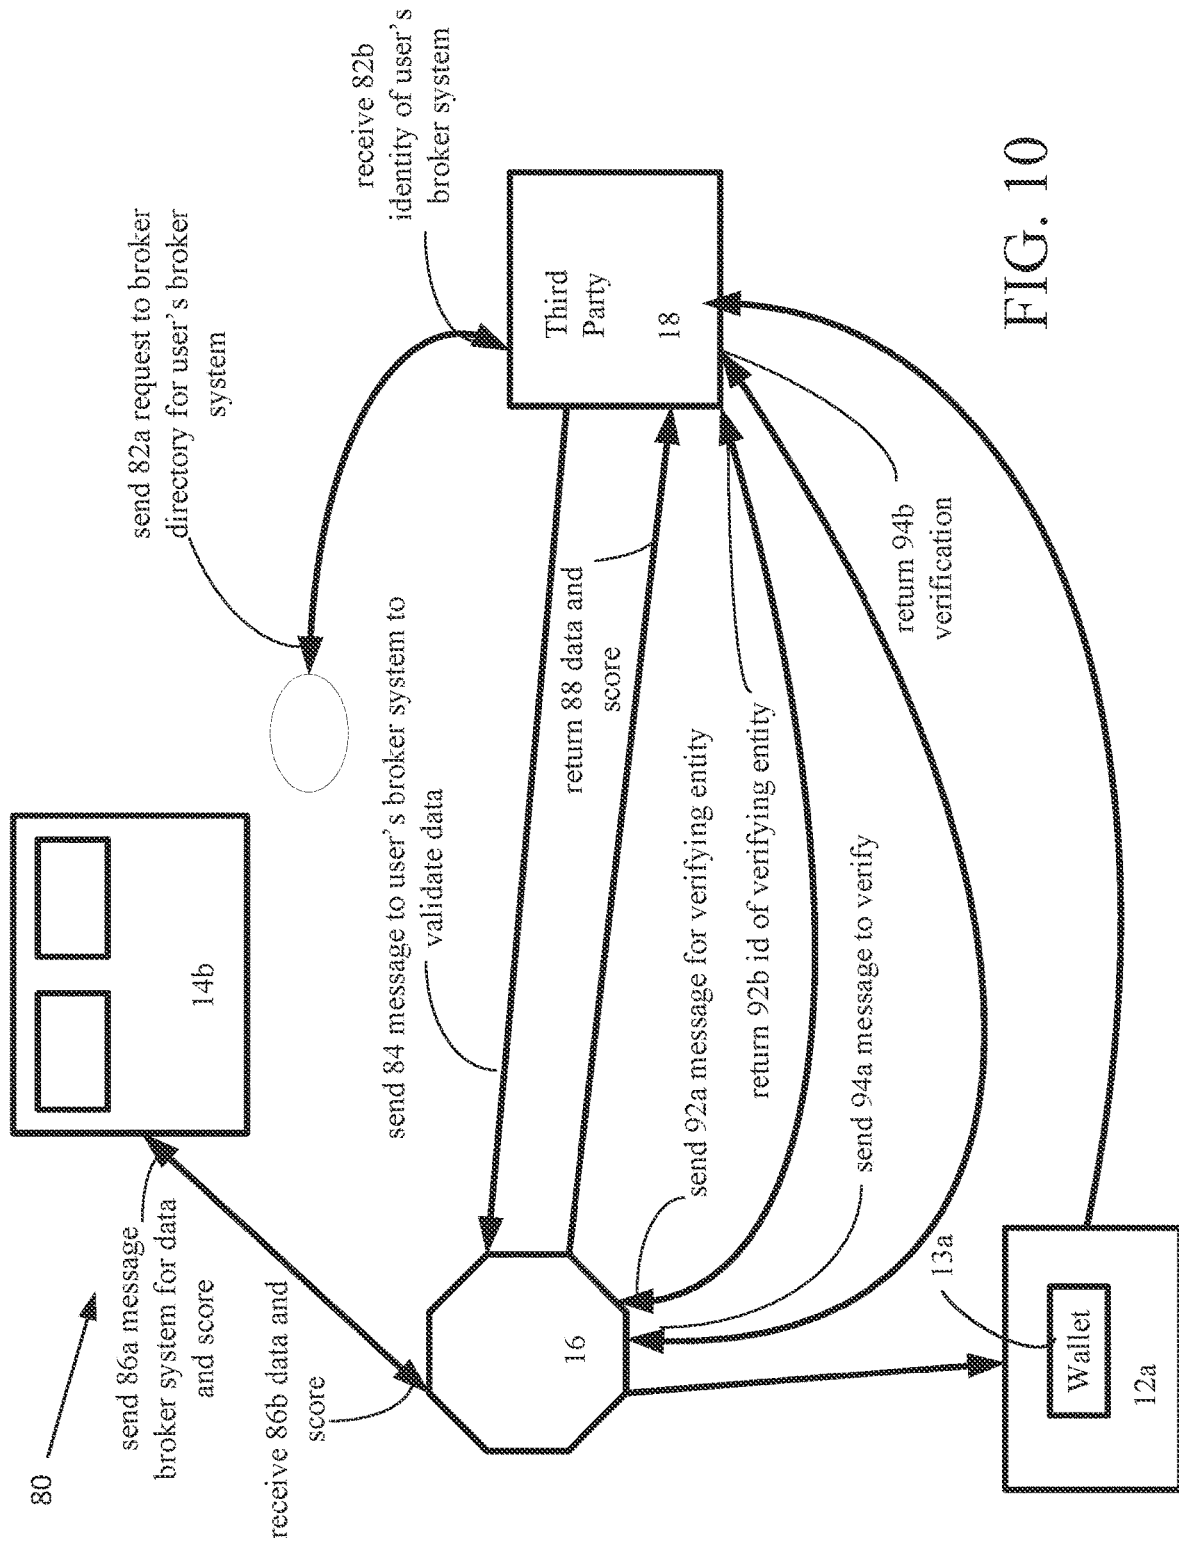 80
send 86a message
broker system for data
and score
receive 86b data and
score
14b
send 82a request to broker
directory for user's broker
system
receive 82b
identity of user's
broker system
send 84 message to user's broker system to
validate data
return 88 data and
score
Third
Party
18
16
send 92a message for verifying entity
return 92b id of verifying entity
send 94a message to verify
return 94b
verification
13a
Wallet
12a
FIG. 10